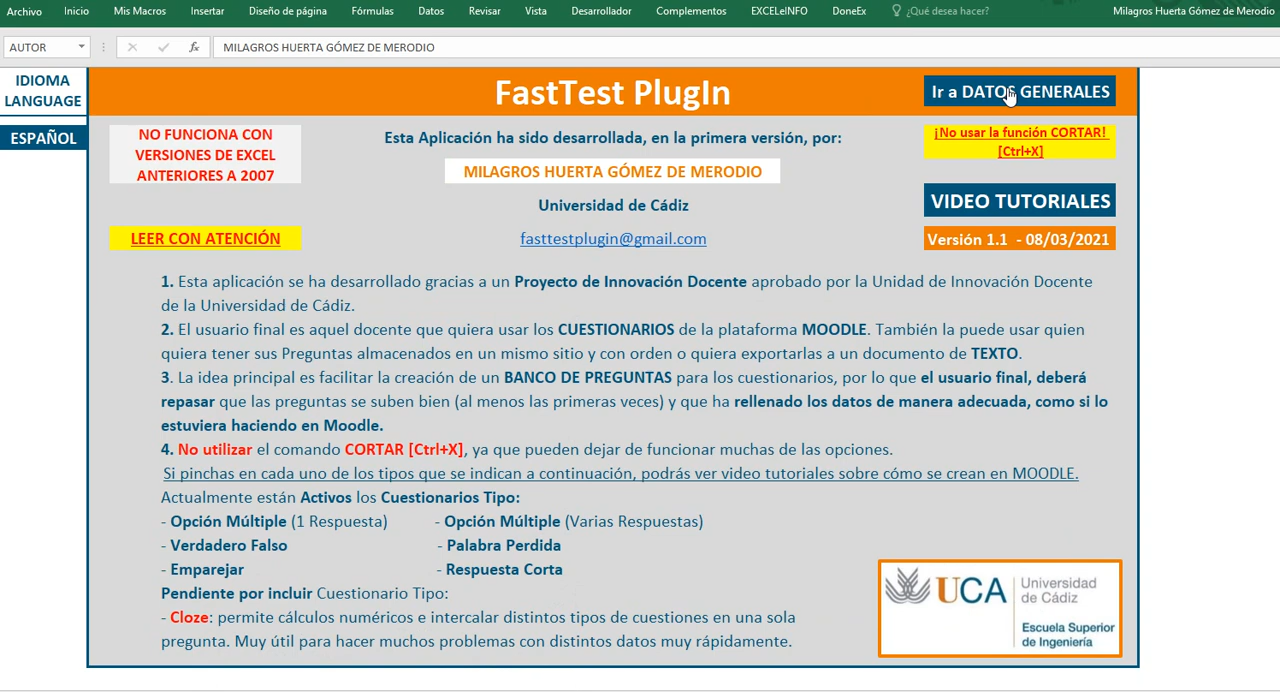 Archivo Inicio Mis Macros Insertar Diseño de página Fórmulas Datos Revisar Vista Desarrollador Complementos EXCELeINFO DoneEx ¿Qué desea hacer? Milagros Huerta Gómez de Merodio
AUTOR fx MILAGROS HUERTA GÓMEZ DE MERODIO
IDIOMA
LANGUAGE
ESPAÑOL
FastTest PlugIn
Ir a DATOS GENERALES
NO FUNCIONA CON
VERSIONES DE EXCEL
ANTERIORES A 2007
Esta Aplicación ha sido desarrollada, en la primera versión, por:
¡No usar la función CORTAR!
[Ctrl+X]
MILAGROS HUERTA GÓMEZ DE MERODIO
Universidad de Cádiz
VIDEO TUTORIALES
LEER CON ATENCIÓN
fasttestplugin@gmail.com
Versión 1.1 - 08/03/2021
1. Esta aplicación se ha desarrollado gracias a un Proyecto de Innovación Docente aprobado por la Unidad de Innovación Docente
de la Universidad de Cádiz.
2. El usuario final es aquel docente que quiera usar los CUESTIONARIOS de la plataforma MOODLE. También la puede usar quien
quiera tener sus Preguntas almacenados en un mismo sitio y con orden o quiera exportarlas a un documento de TEXTO.
3. La idea principal es facilitar la creación de un BANCO DE PREGUNTAS para los cuestionarios, por lo que el usuario final, deberá
repasar que las preguntas se suben bien (al menos las primeras veces) y que ha rellenado los datos de manera adecuada, como si lo
estuviera haciendo en Moodle.
4. No utilizar el comando CORTAR [Ctrl+X], ya que pueden dejar de funcionar muchas de las opciones.
Si pinchas en cada uno de los tipos que se indican a continuación, podrás ver video tutoriales sobre cómo se crean en MOODLE.
Actualmente están Activos los Cuestionarios Tipo:
- Opción Múltiple (1 Respuesta) - Opción Múltiple (Varias Respuestas)
- Verdadero Falso - Palabra Perdida
- Emparejar - Respuesta Corta
Pendiente por incluir Cuestionario Tipo:
- Cloze: permite cálculos numéricos e intercalar distintos tipos de cuestiones en una sola
pregunta. Muy útil para hacer muchos problemas con distintos datos muy rápidamente.
UCA
Universidad
de Cádiz
Escuela Superior
de Ingeniería